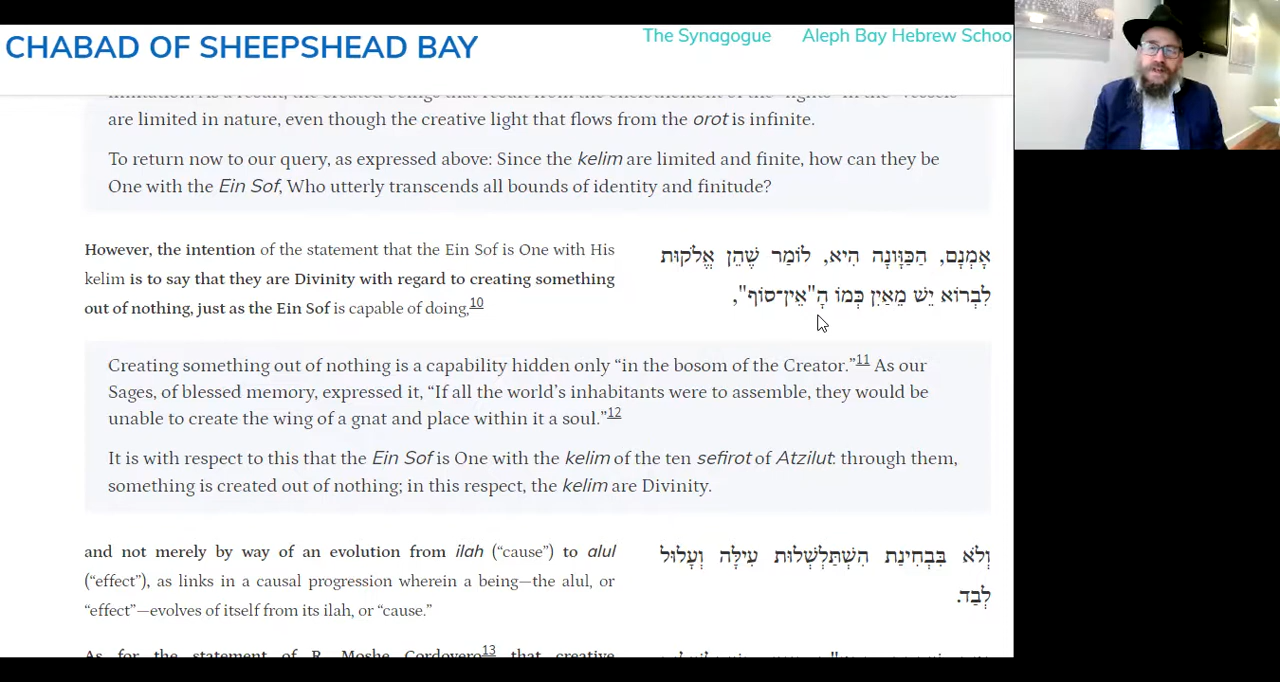 CHABAD OF SHEEPSHEAD BAY
The Synagogue Aleph Bay Hebrew Schoo
are limited in nature, even though the creative light that flows from the orot is infinite.
To return now to our query, as expressed above: Since the kelim are limited and finite, how can they be
One with the Ein Sof, Who utterly transcends all bounds of identity and finitude?
However, the intention of the statement that the Ein Sof is One with His
kelim is to say that they are Divinity with regard to creating something
out of nothing, just as the Ein Sof is capable of doing,10
אָמְנָם, הַכַּוָּונָה הִיא, לוֹמַר שֶׁהֵן אֱלֹקוּת
לִבְרוֹא יֵשׁ מֵאַיִן כְּמוֹ הָ"אֵין־סוֹף",
Creating something out of nothing is a capability hidden only “in the bosom of the Creator.”11 As our
Sages, of blessed memory, expressed it, “If all the world’s inhabitants were to assemble, they would be
unable to create the wing of a gnat and place within it a soul.”12
It is with respect to this that the Ein Sof is One with the kelim of the ten sefirot of Atzilut: through them,
something is created out of nothing; in this respect, the kelim are Divinity.
and not merely by way of an evolution from ilah (“cause”) to alul
(“effect”), as links in a causal progression wherein a being—the alul, or
“effect”—evolves of itself from its ilah, or “cause.”
וְלֹא בִּבְחִינַת הִשְׁתַּלְשְׁלוּת עִילָּה וְעָלוּל
לְבַד.
As for the statement of R. Moshe Cordovero13 that creative